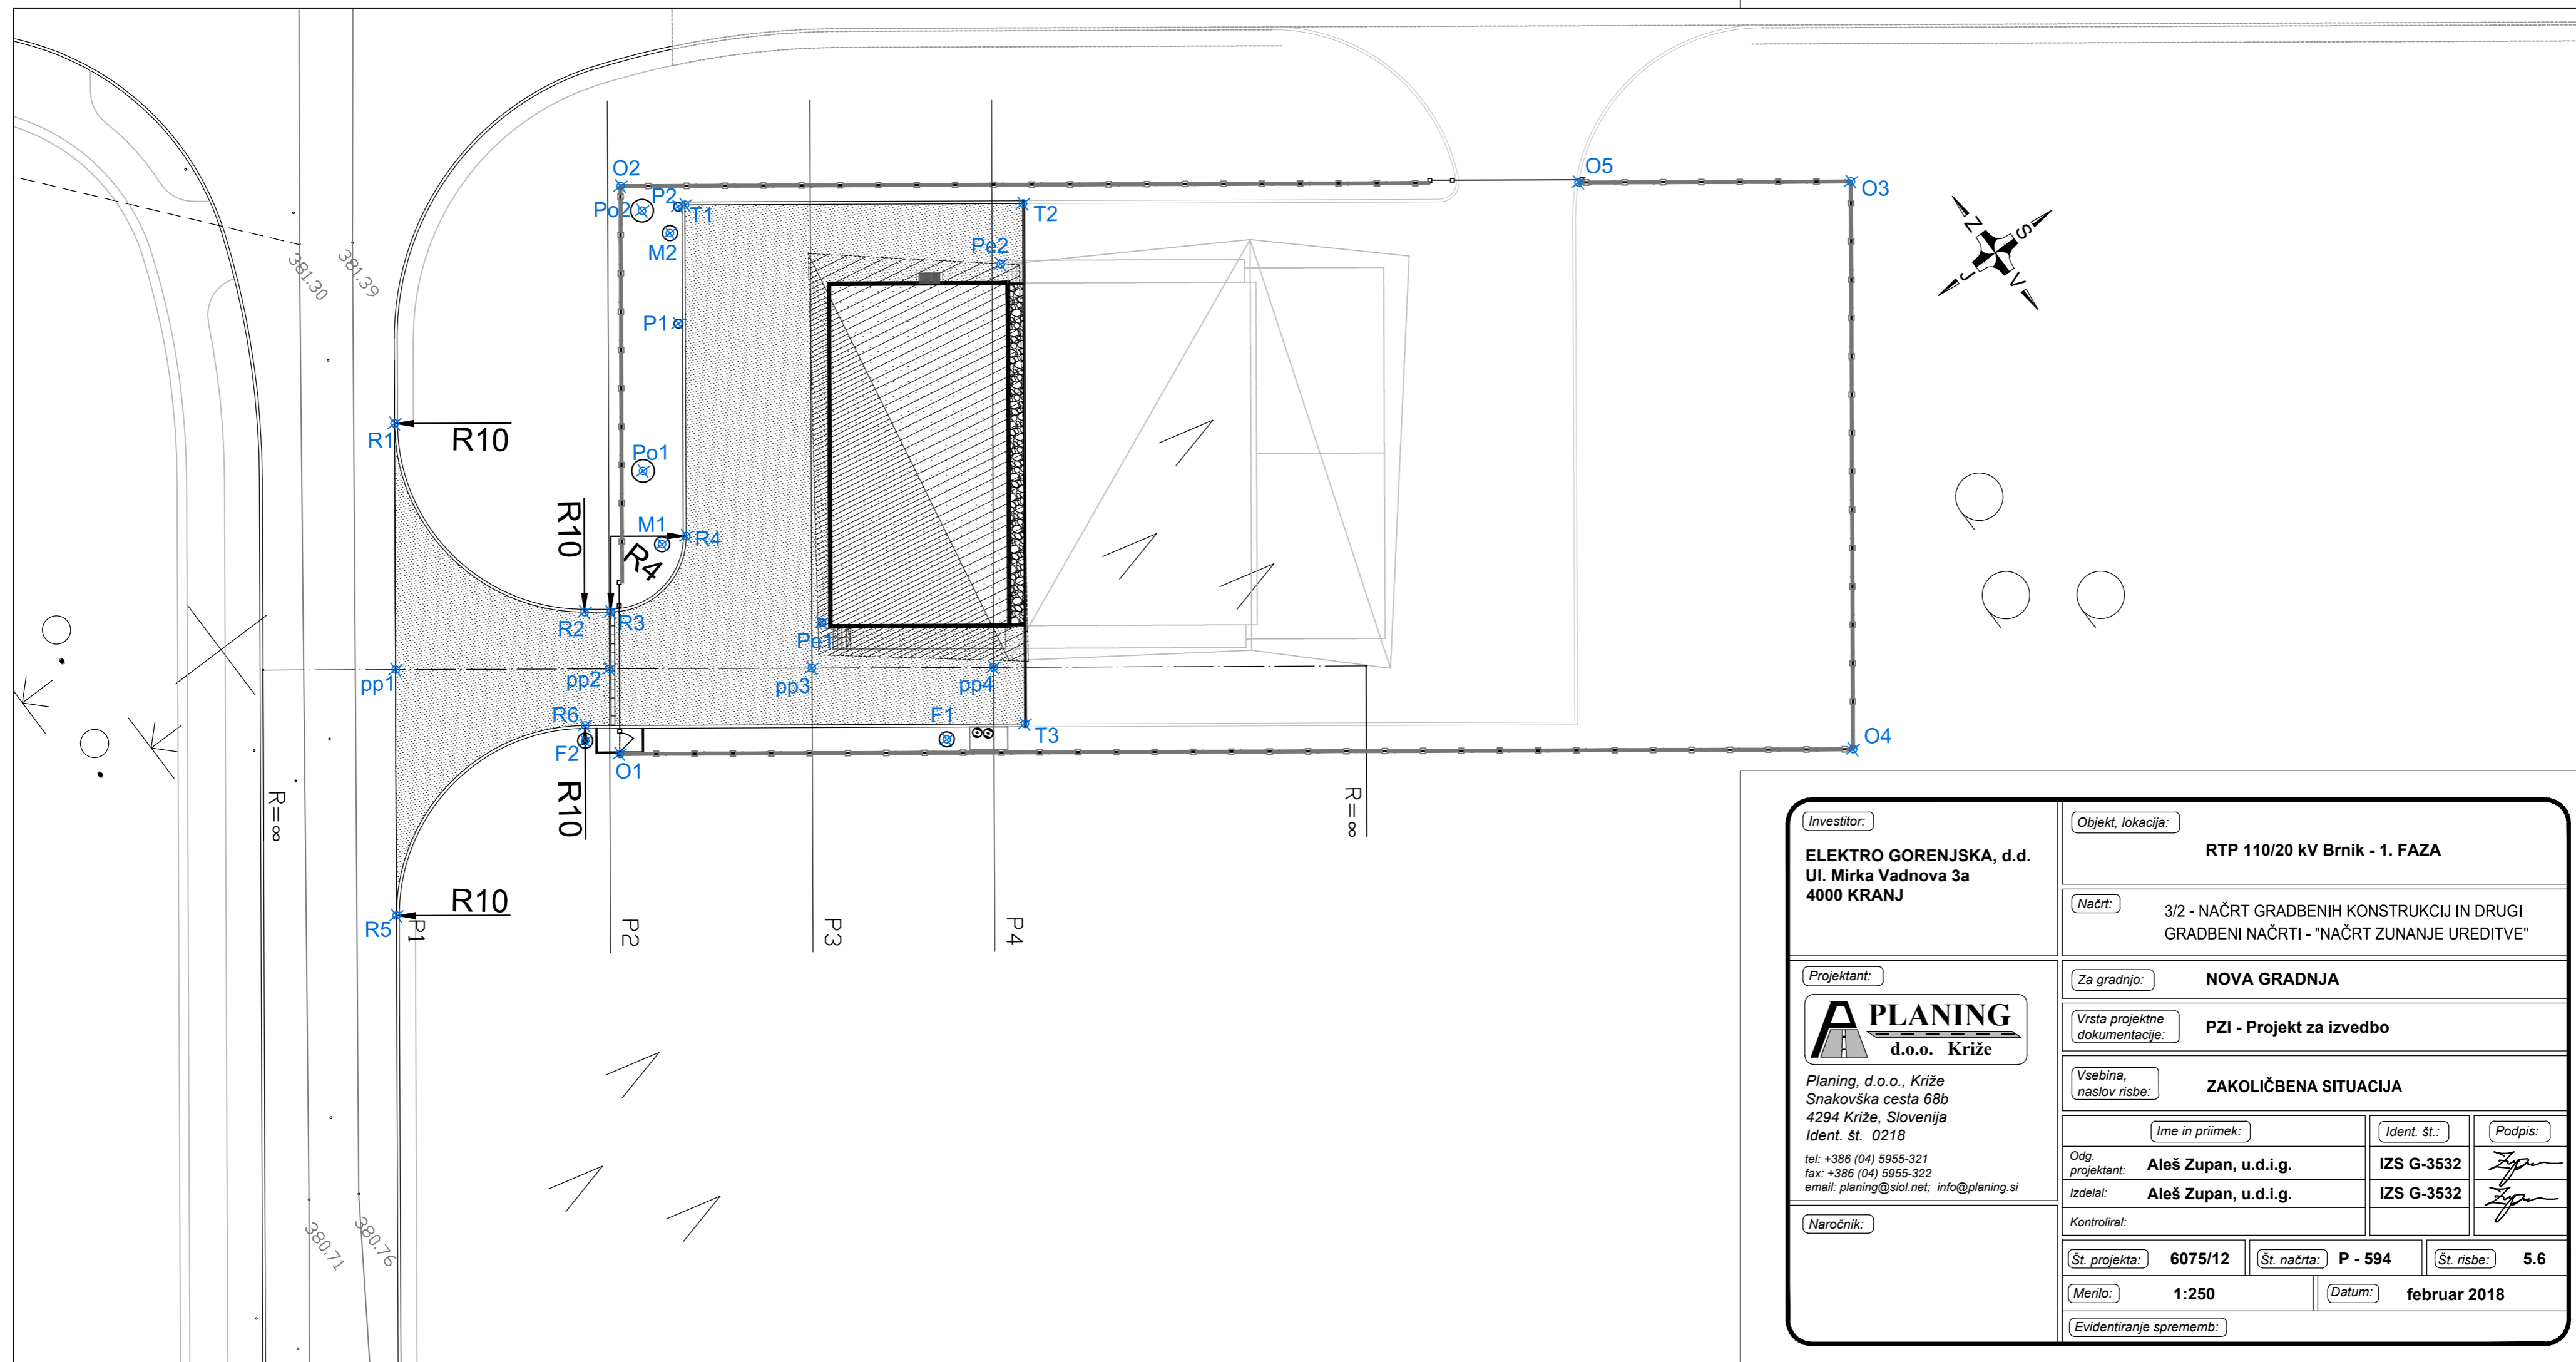 O2
O5
O3
P2
Po2
T1
T2
M2
Pe2
Z
S
J
V
381.30
381.39
P1
R1
R10
Po1
R10
M1
R4
R4
R2
R3
Pe1
pp1
pp2
pp3
pp4
R6
F1
T3
F2
O1
O4
R10
R=∞
R=∞
R10
R5
P1
P2
P3
P4
380.71
380.76
Investitor:
ELEKTRO GORENJSKA, d.d.
Ul. Mirka Vadnova 3a
4000 KRANJ
Objekt, lokacija:
RTP 110/20 kV Brnik - 1. FAZA
Načrt:
3/2 - NAČRT GRADBENIH KONSTRUKCIJ IN DRUGI
GRADBENI NAČRTI - "NAČRT ZUNANJE UREDITVE"
Projektant:
PLANING
d.o.o. Križe
Planing, d.o.o., Križe
Snakovška cesta 68b
4294 Križe, Slovenija
Ident. št. 0218
tel: +386 (04) 5955-321
fax: +386 (04) 5955-322
email: planing@siol.net; info@planing.si
Naročnik:
Za gradnjo:
NOVA GRADNJA
Vrsta projektne
dokumentacije:
PZI - Projekt za izvedbo
Vsebina,
naslov risbe:
ZAKOLIČBENA SITUACIJA
Ime in priimek:
Ident. št.:
Podpis:
Odg.
projektant:
Aleš Zupan, u.d.i.g.
IZS G-3532
Izdelal:
Aleš Zupan, u.d.i.g.
IZS G-3532
Kontroliral:
Št. projekta:
6075/12
Št. načrta:
P - 594
Št. risbe:
5.6
Merilo:
1:250
Datum:
februar 2018
Evidentiranje sprememb: